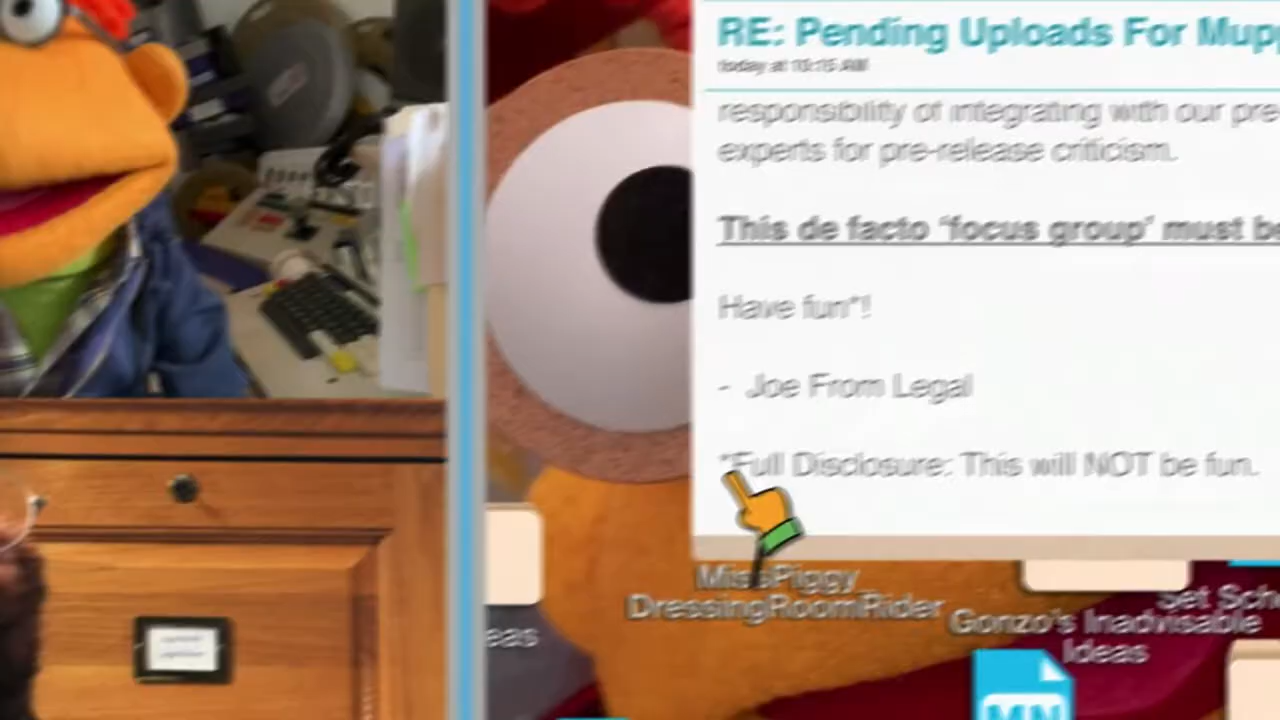 RE: Pending Uploads For Mup
today at 10:15 AM
responsibility of integrating with our pre
experts for pre-release criticism.
This de facto 'focus group' must be
Have fun*!
- Joe From Legal
*Full Disclosure: This will NOT be fun.
MissPiggy
DressingRoomRider
eas
Set Sch
Gonzo's Inadvisable
Ideas
MN